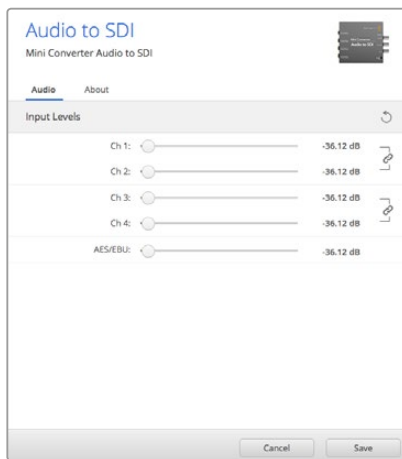 Audio to SDI
Mini Converter Audio to SDI
Audio About
Input Levels
Ch 1: -36.12 dB
Ch 2: -36.12 dB
Ch 3: -36.12 dB
Ch 4: -36.12 dB
AES/EBU: -36.12 dB
Cancel Save